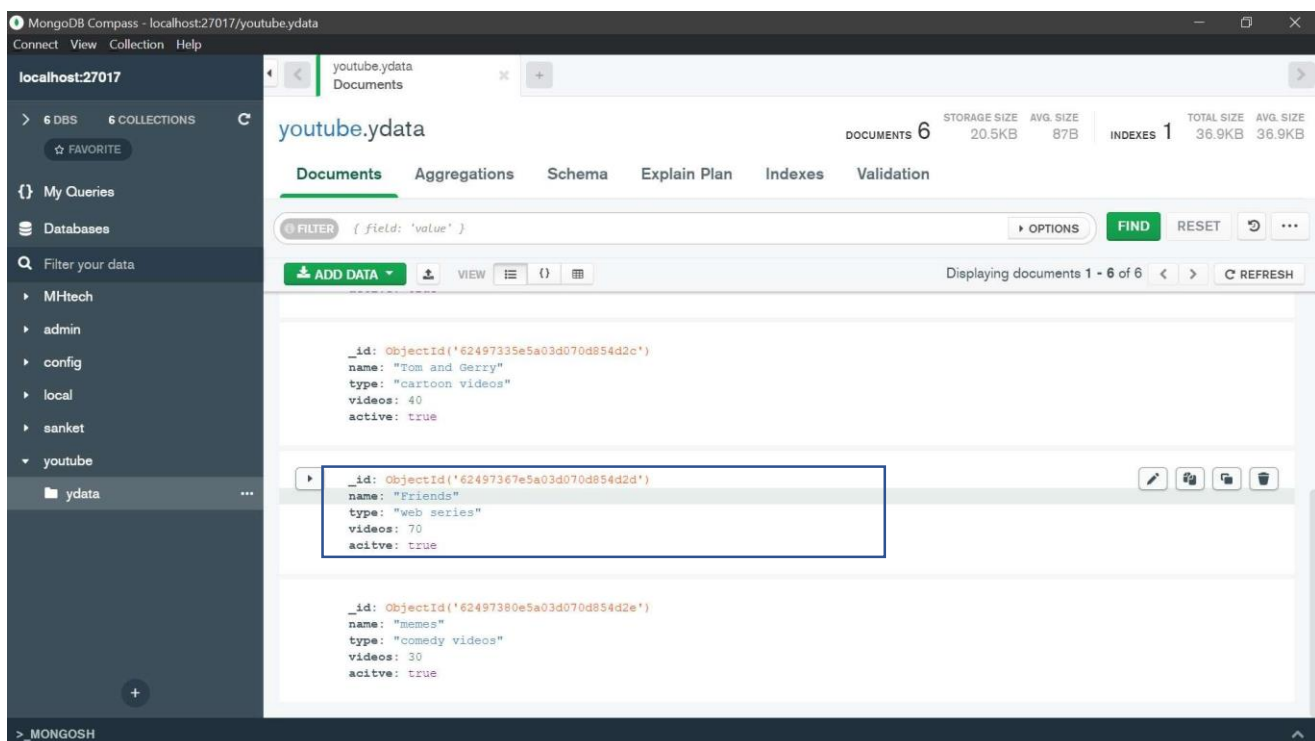 MongoDB Compass - localhost:27017/youtube.ydata
Connect View Collection Help
localhost:27017
6 DBS 6 COLLECTIONS
FAVORITE
{} My Queries
Databases
Filter your data
MHtech
admin
config
local
sanket
youtube
ydata ...
youtube.ydata
Documents
youtube.ydata
DOCUMENTS 6
STORAGE SIZE 20.5KB
AVG. SIZE 87B
INDEXES 1
TOTAL SIZE 36.9KB
AVG. SIZE 36.9KB
Documents Aggregations Schema Explain Plan Indexes Validation
FILTER { field: 'value' }
OPTIONS FIND RESET ...
ADD DATA VIEW {} Displaying documents 1 - 6 of 6 < > REFRESH
_id: ObjectId('62497335e5a03d070d854d2c')
name: "Tom and Gerry"
type: "cartoon videos"
videos: 40
active: true
_id: ObjectId('62497367e5a03d070d854d2d')
name: "Friends"
type: "web series"
videos: 70
acitve: true
_id: ObjectId('62497380e5a03d070d854d2e')
name: "memes"
type: "comedy videos"
videos: 30
acitve: true
>_MONGOSH